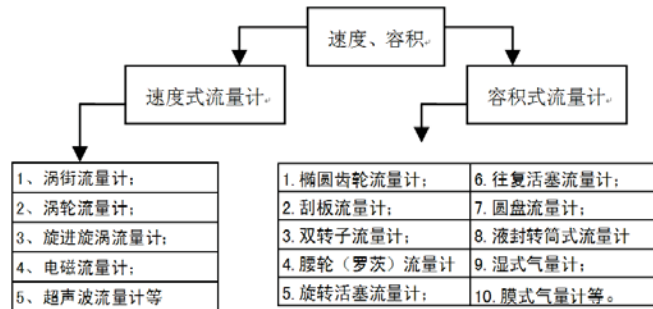 速度、容积
速度式流量计
容积式流量计
1、涡街流量计；
2、涡轮流量计；
3、旋进旋涡流量计；
4、电磁流量计；
5、超声波流量计等
1.椭圆齿轮流量计；
2.刮板流量计；
3.双转子流量计；
4.腰轮（罗茨）流量计
5.旋转活塞流量计；
6.往复活塞流量计；
7.圆盘流量计；
8.液封转筒式流量计
9.湿式气量计；
10.膜式气量计等。